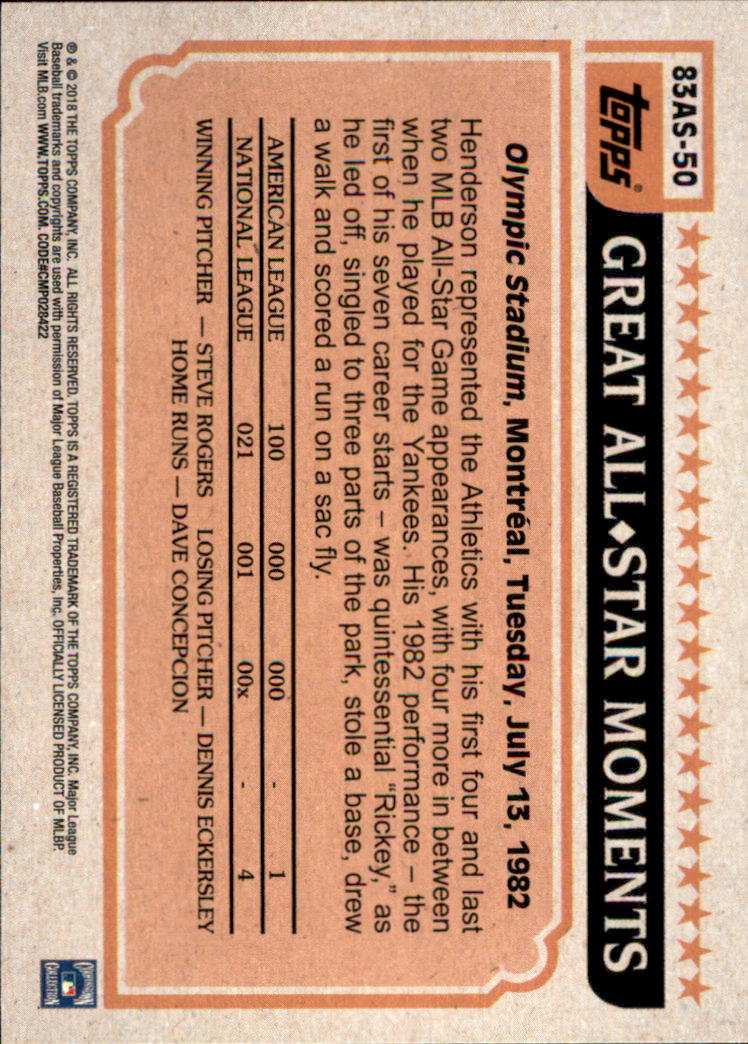 83AS-50
topps®
GREAT ALL◆STAR MOMENTS
Olympic Stadium, Montréal, Tuesday, July 13, 1982
Henderson represented the Athletics with his first four and last
two MLB All-Star Game appearances, with four more in between
when he played for the Yankees. His 1982 performance – the
first of his seven career starts – was quintessential "Rickey," as
he led off, singled to three parts of the park, stole a base, drew
a walk and scored a run on a sac fly.
AMERICAN LEAGUE 100 000 000 - 1
NATIONAL LEAGUE 021 001 00x - 4
WINNING PITCHER — STEVE ROGERS LOSING PITCHER — DENNIS ECKERSLEY
HOME RUNS — DAVE CONCEPCION
® & © 2018 THE TOPPS COMPANY, INC. ALL RIGHTS RESERVED. TOPPS IS A REGISTERED TRADEMARK OF THE TOPPS COMPANY, INC. Major League
Baseball trademarks and copyrights are used with permission of Major League Baseball Properties, Inc. OFFICIALLY LICENSED PRODUCT OF MLBP.
Visit MLB.com WWW.TOPPS.COM. CODE#CMP028422
COOPERSTOWN
COLLECTION